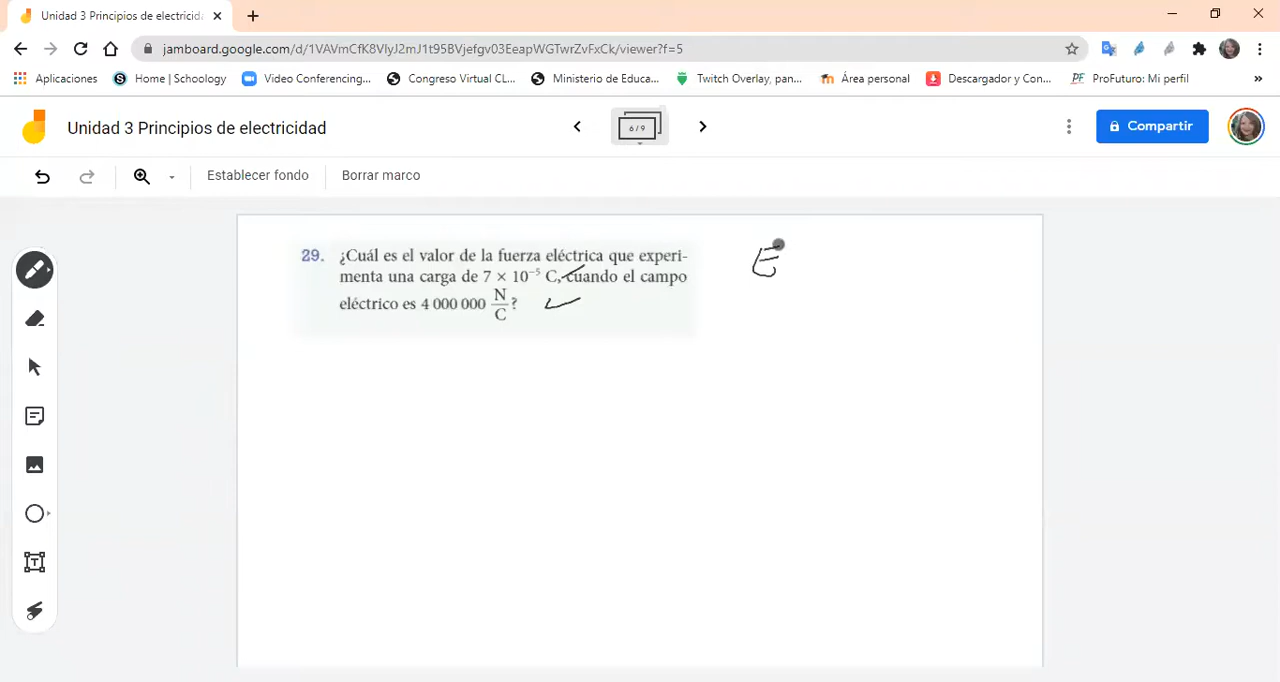 Unidad 3 Principios de electricid
jamboard.google.com/d/1VAVmCfK8VlyJ2mJ1t95BVjefgv03EeapWGTwrZvFxCk/viewer?f=5
Aplicaciones
Home | Schoology
Video Conferencing...
Congreso Virtual CL...
Ministerio de Educa...
Twitch Overlay, pan...
Área personal
Descargador y Con...
PF ProFuturo: Mi perfil
»
Unidad 3 Principios de electricidad
6 / 9
Compartir
Establecer fondo
Borrar marco
29. ¿Cuál es el valor de la fuerza eléctrica que experi-
menta una carga de 7 × 10⁻⁵ C, cuando el campo
eléctrico es 4 000 000 N/C?
E